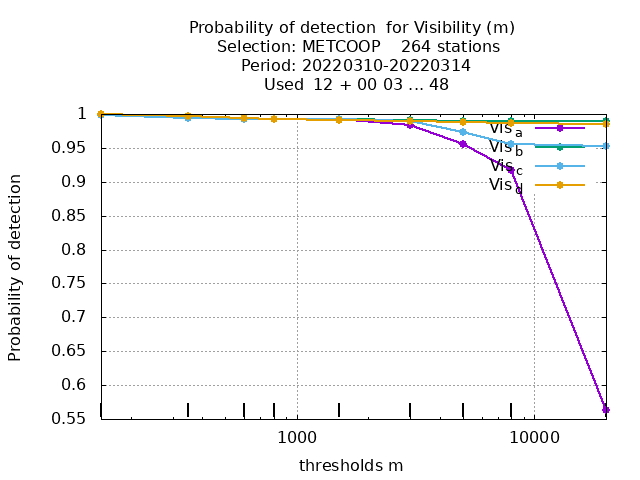 Probability of detection  for Visibility (m)
Selection: METCOOP    264 stations
Period: 20220310-20220314
Used  12 + 00 03 ... 48
Probability of detection
1
0.95
0.9
0.85
0.8
0.75
0.7
0.65
0.6
0.55
Vis a
Vis b
Vis c
Vis d
1000
10000
thresholds m